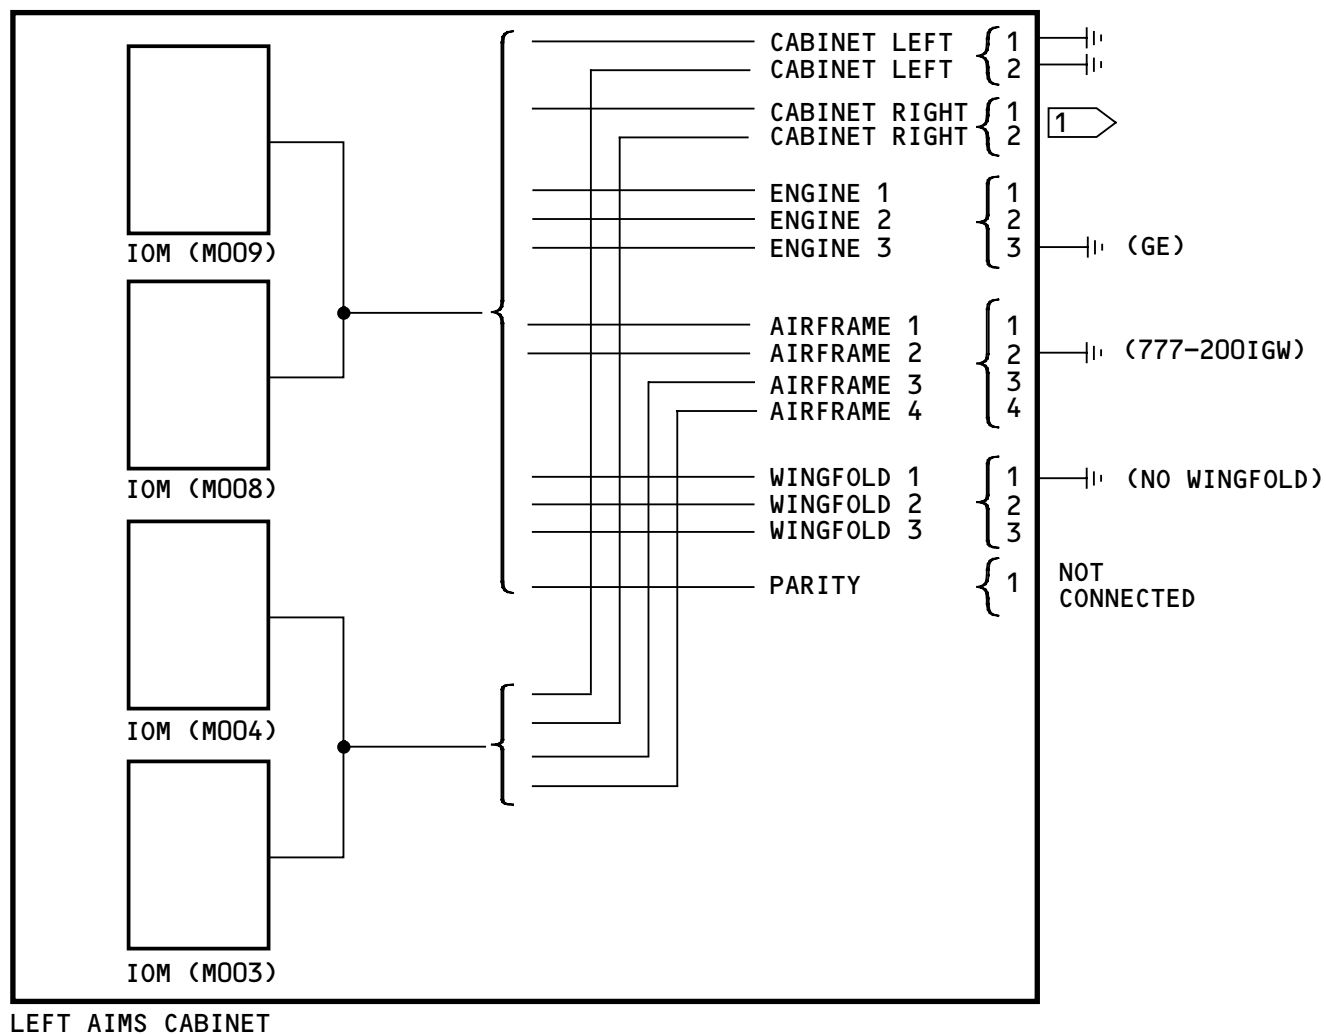 CABINET LEFT 1
CABINET LEFT 2
CABINET RIGHT 1
CABINET RIGHT 2
1
ENGINE 1 1
ENGINE 2 2
ENGINE 3 3 (GE)
IOM (M009)
AIRFRAME 1 1
AIRFRAME 2 2 (777-200IGW)
AIRFRAME 3 3
AIRFRAME 4 4
WINGFOLD 1 1 (NO WINGFOLD)
IOM (M008)
WINGFOLD 2 2
WINGFOLD 3 3
PARITY 1 NOT
CONNECTED
IOM (M004)
IOM (M003)
LEFT AIMS CABINET